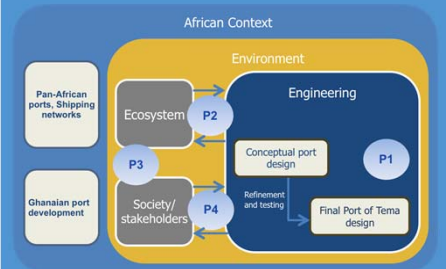 African Context
Environment
Pan-African
ports, Shipping
networks
Ghanaian port
development
Ecosystem
P2
P3
Society/
stakeholders
P4
Engineering
Conceptual port
design
P1
Refinement
and testing
Final Port of Tema
design